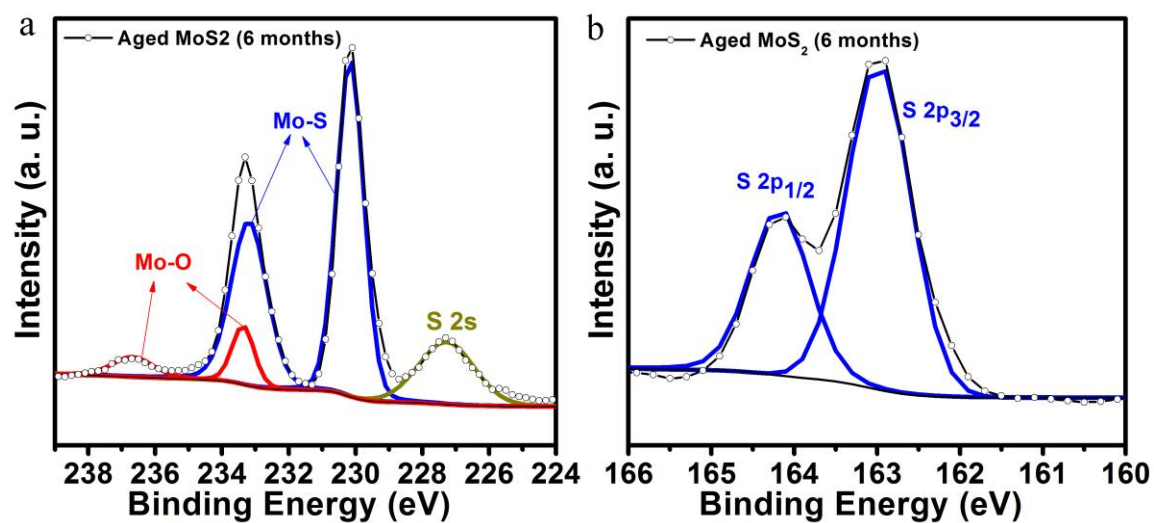 a
Aged MoS2 (6 months)
Mo-S
Mo-O
S 2s
Intensity (a. u.)
238 236 234 232 230 228 226 224
Binding Energy (eV)
b
Aged MoS₂ (6 months)
S 2p3/2
S 2p1/2
Intensity (a. u.)
166 165 164 163 162 161 160
Binding Energy (eV)